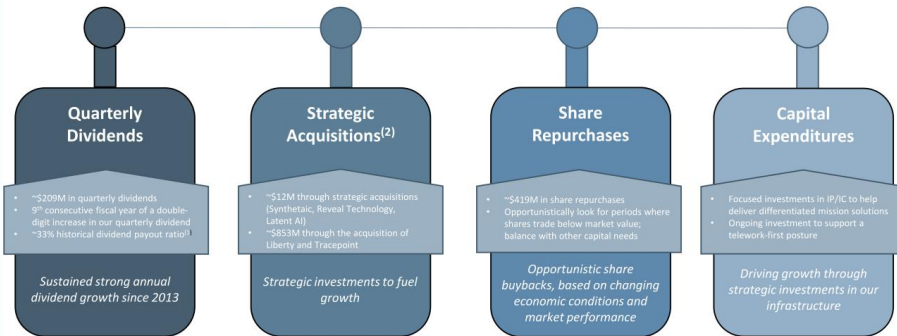 Quarterly
Dividends
~$209M in quarterly dividends
9th consecutive fiscal year of a double-
digit increase in our quarterly dividend
~33% historical dividend payout ratio(1)
Sustained strong annual
dividend growth since 2013
Strategic
Acquisitions(2)
~$12M through strategic acquisitions
(Synthetaic, Reveal Technology,
Latent AI)
~$853M through the acquisition of
Liberty and Tracepoint
Strategic investments to fuel
growth
Share
Repurchases
~$419M in share repurchases
Opportunistically look for periods where
shares trade below market value;
balance with other capital needs
Opportunistic share
buybacks, based on changing
economic conditions and
market performance
Capital
Expenditures
Focused investments in IP/IC to help
deliver differentiated mission solutions
Ongoing investment to support a
telework-first posture
Driving growth through
strategic investments in our
infrastructure